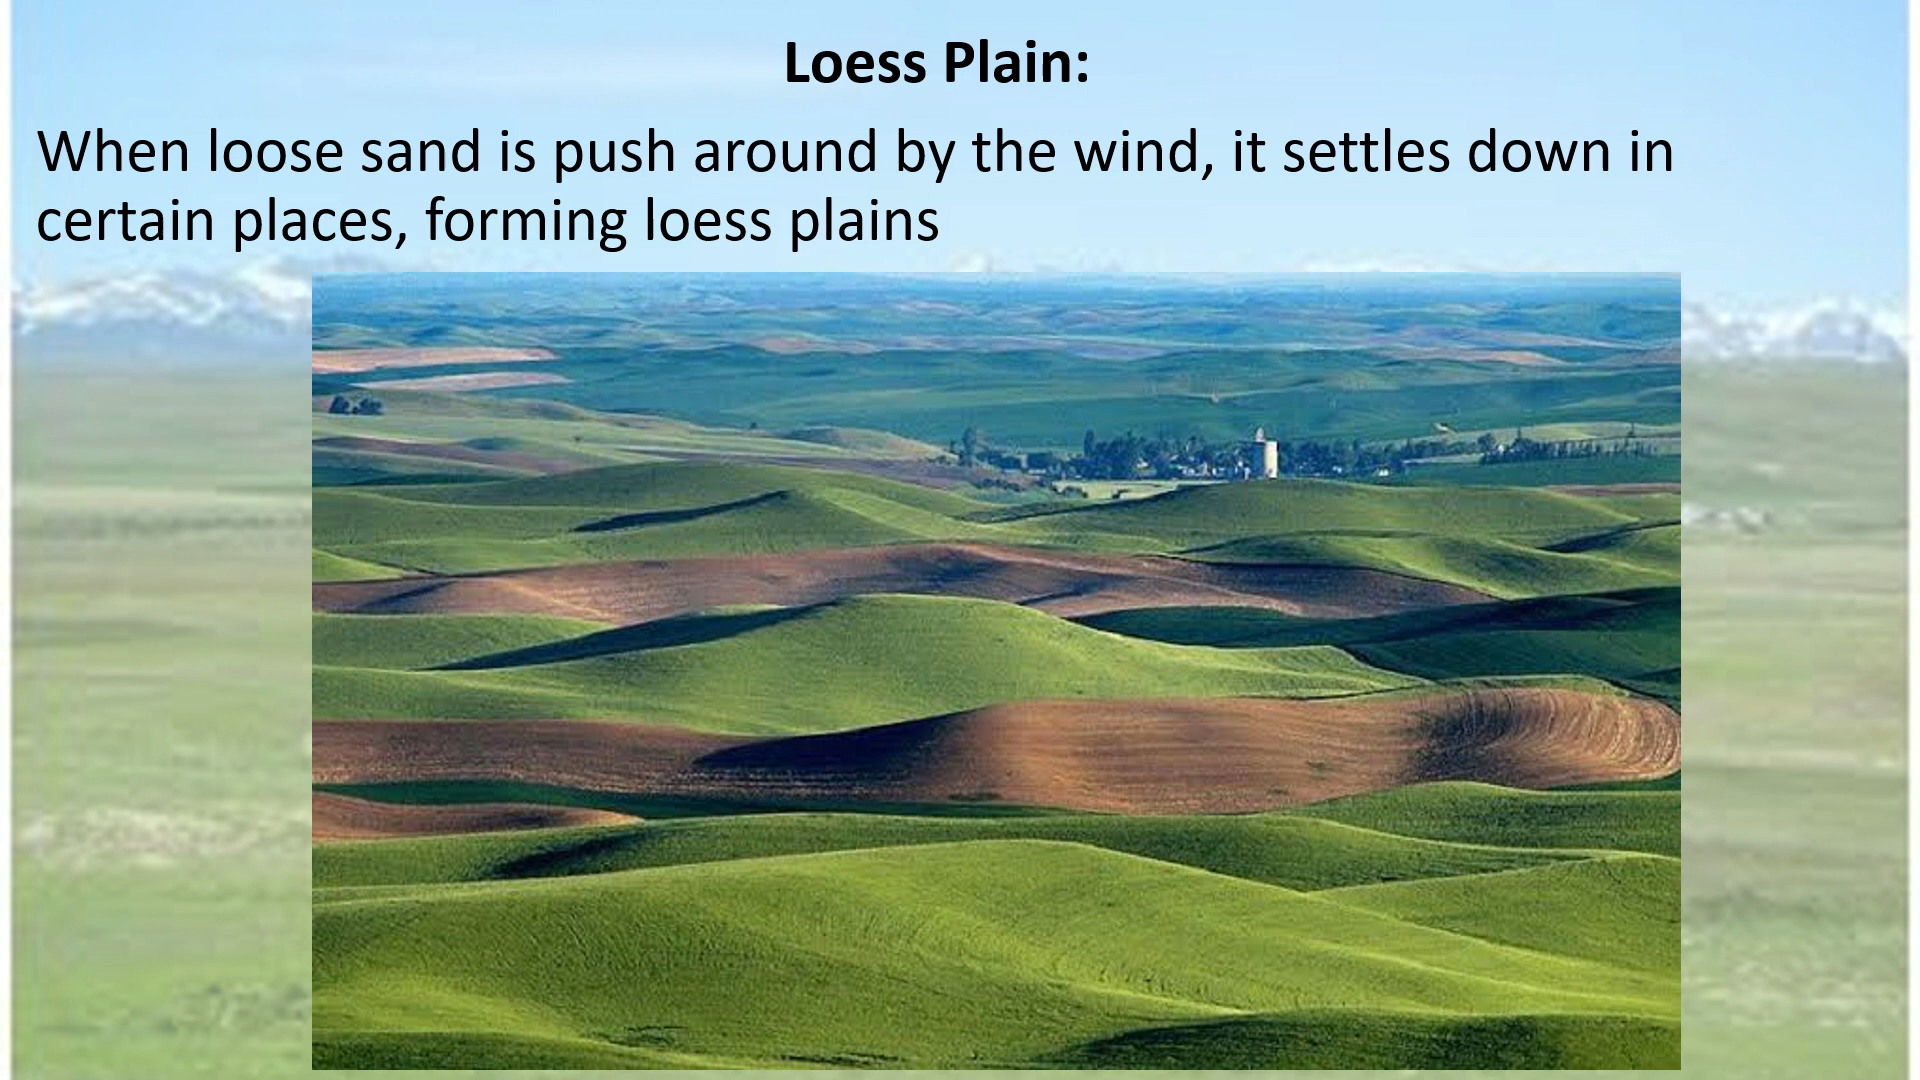 Loess Plain:
When loose sand is push around by the wind, it settles down in
certain places, forming loess plains